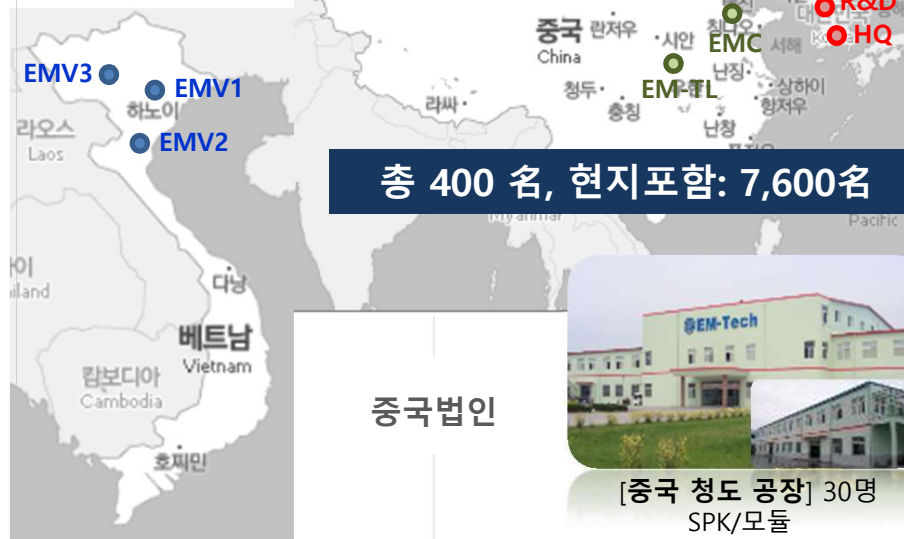 R&D
HQ
중국
China
란저우
시안
EMC
서해
EM-TL
난징
청두
충칭
상하이
항저우
난창
라싸
EMV3
EMV1
하노이
EMV2
라오스
Laos
총 400 名, 현지포함: 7,600名
Myanmar
Pacific
다낭
베트남
Vietnam
캄보디아
Cambodia
호찌민
EM-Tech
중국법인
[중국 청도 공장] 30명
SPK/모듈